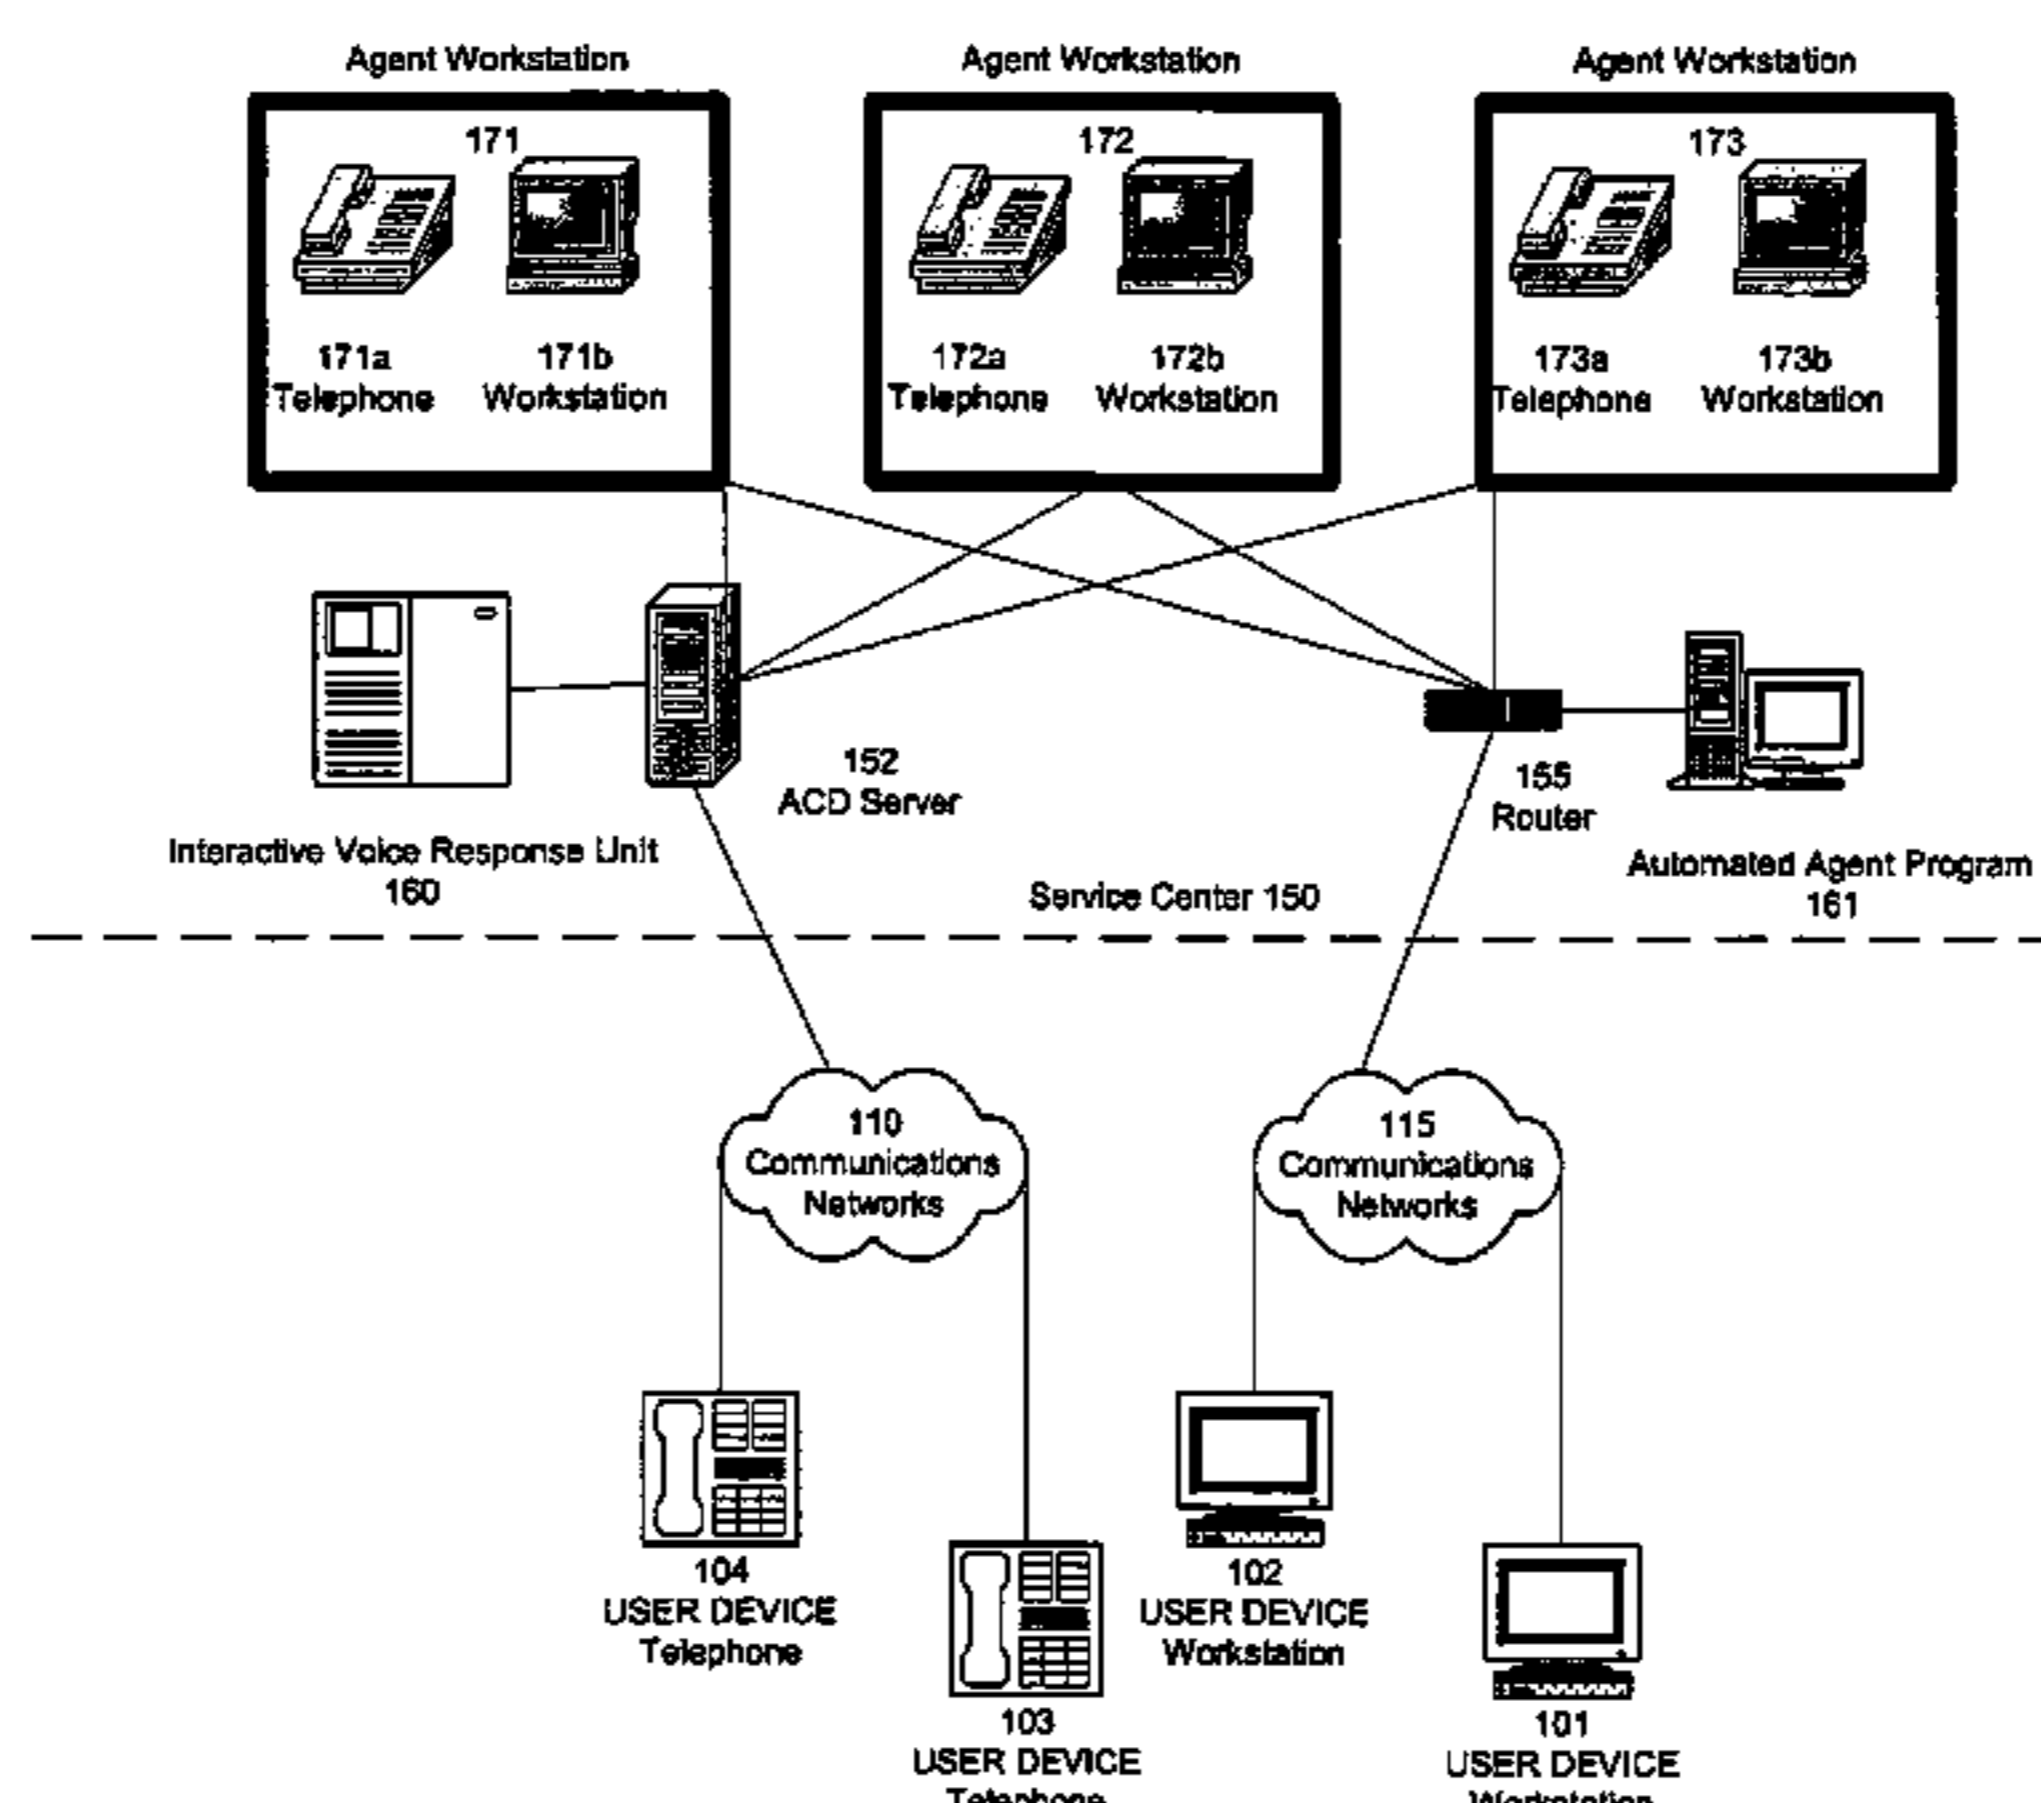 Agent Workstation
Agent Workstation
Agent Workstation
171
172
173
171a
Telephone
171b
Workstation
172a
Telephone
172b
Workstation
173a
Telephone
173b
Workstation
152
ACD Server
155
Router
Interactive Voice Response Unit
160
Automated Agent Program
161
Service Center 150
110
Communications
Networks
115
Communications
Networks
104
USER DEVICE
Telephone
102
USER DEVICE
Workstation
103
USER DEVICE
Telephone
101
USER DEVICE
Workstation